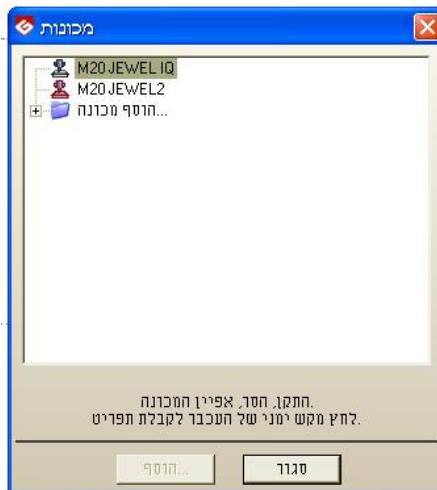 מכונות
M20 JEWEL IQ
M20 JEWEL2
הוסף מכונה...
התקן, הסר, אפיין המכונה.
לחץ מקש ימני של העכבר לקבלת תפריט.
הוסף...
סגור